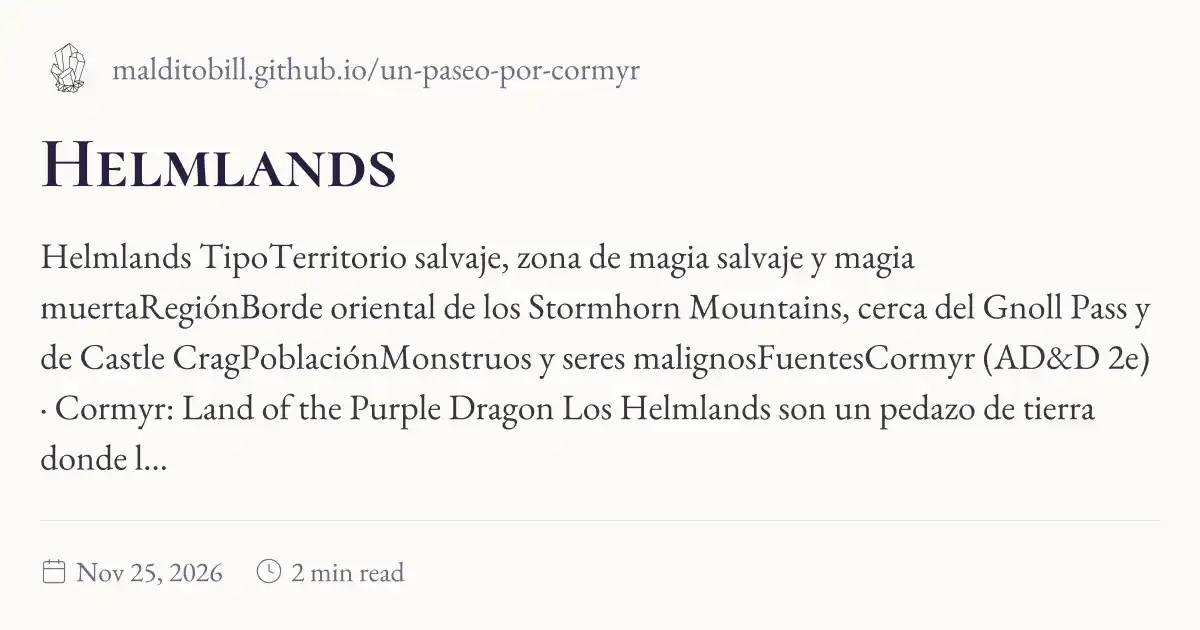 malditobill.github.io/un-paseo-por-cormyr
Helmlands
Helmlands TipoTerritorio salvaje, zona de magia salvaje y magia
muertaRegiónBorde oriental de los Stormhorn Mountains, cerca del Gnoll Pass y
de Castle CragPoblaciónMonstruos y seres malignosFuentesCormyr (AD&D 2e)
· Cormyr: Land of the Purple Dragon Los Helmlands son un pedazo de tierra
donde l...
Nov 25, 2026 2 min read